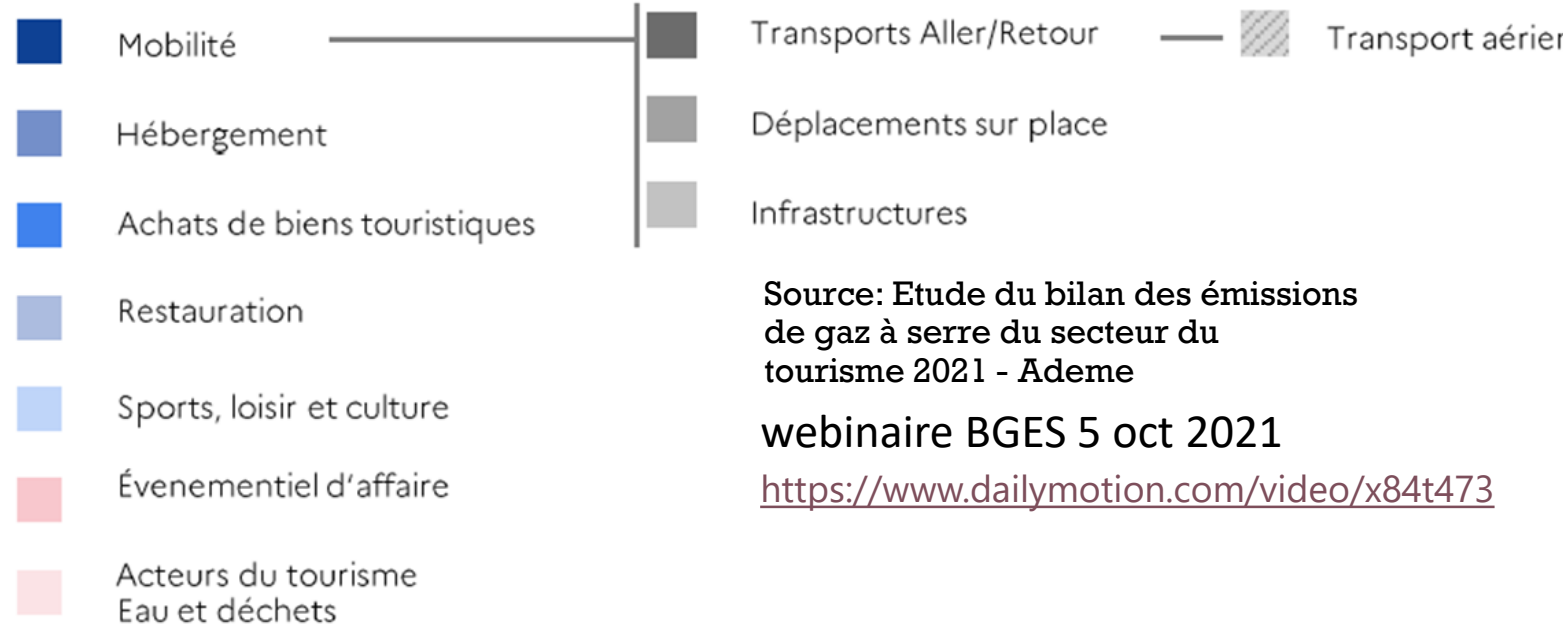 Mobilité
Hébergement
Achats de biens touristiques
Restauration
Sports, loisir et culture
Évenementiel d'affaire
Acteurs du tourisme
Eau et déchets
Transports Aller/Retour
Transport aérien
Déplacements sur place
Infrastructures
Source: Etude du bilan des émissions
de gaz à serre du secteur du
tourisme 2021 - Ademe
webinaire BGES 5 oct 2021
https://www.dailymotion.com/video/x84t473